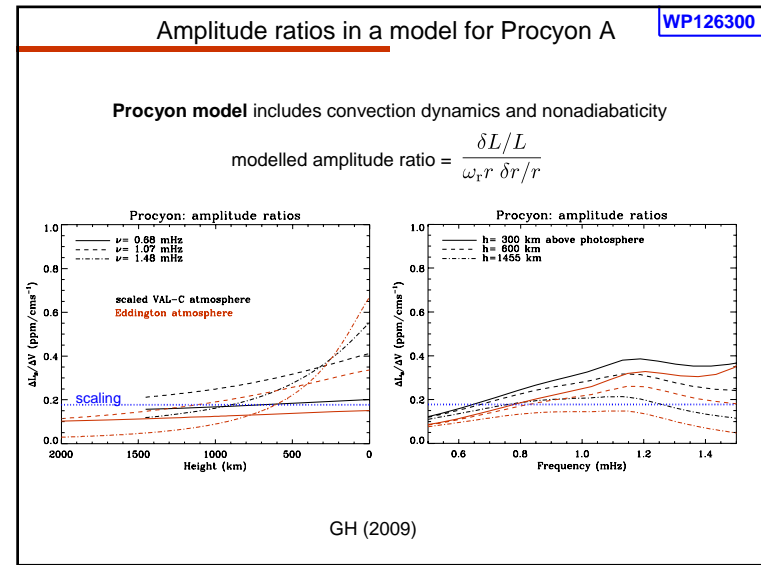 Amplitude ratios in a model for Procyon A
WP126300
Procyon model includes convection dynamics and nonadiabaticity
modelled amplitude ratio = δL/L / ω_r r δr/r
Procyon: amplitude ratios
ν= 0.68 mHz
ν= 1.07 mHz
ν= 1.48 mHz
scaled VAL-C atmosphere
Eddington atmosphere
scaling
ΔL_s/ΔV (ppm/cms⁻¹)
1.0
0.8
0.6
0.4
0.2
0.0
2000 1500 1000 500 0
Height (km)
Procyon: amplitude ratios
h= 300 km above photosphere
h= 600 km
h=1455 km
ΔL_s/ΔV (ppm/cms⁻¹)
1.0
0.8
0.6
0.4
0.2
0.0
0.6 0.8 1.0 1.2 1.4
Frequency (mHz)
GH (2009)